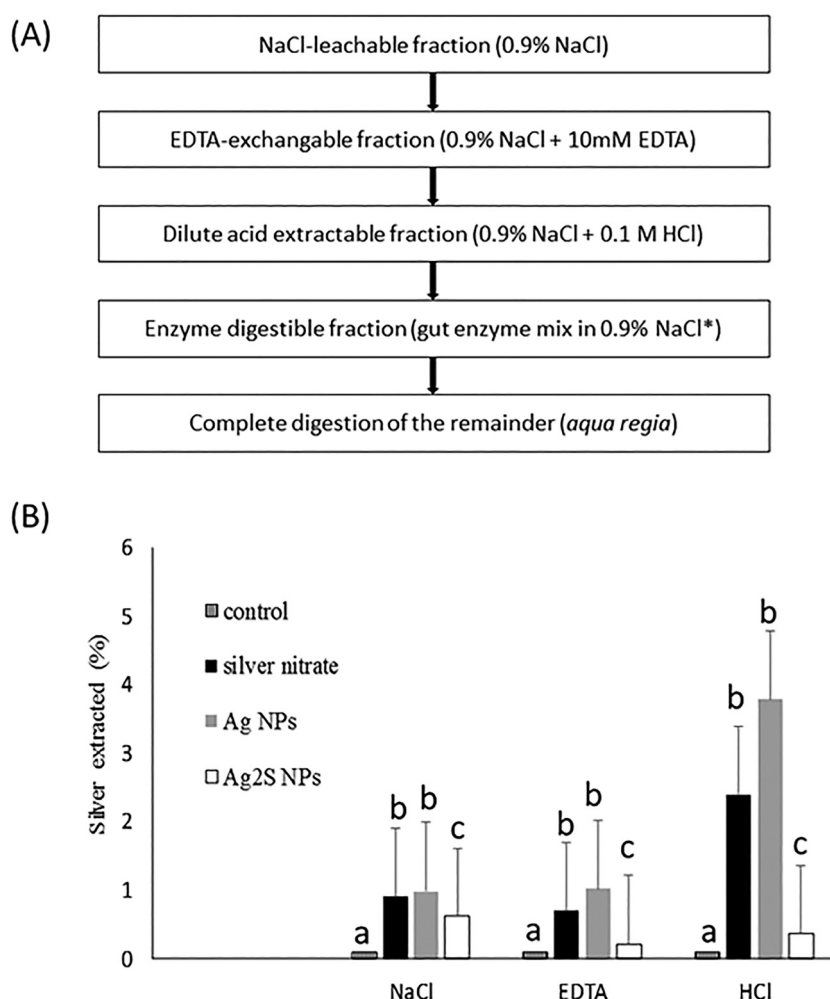 (A)
NaCl-leachable fraction (0.9% NaCl)
EDTA-exchangable fraction (0.9% NaCl + 10mM EDTA)
Dilute acid extractable fraction (0.9% NaCl + 0.1 M HCl)
Enzyme digestible fraction (gut enzyme mix in 0.9% NaCl*)
Complete digestion of the remainder (aqua regia)
(B)
Silver extracted (%)
6
5
4
3
2
1
0
control
silver nitrate
Ag NPs
Ag2S NPs
a b b c
a b b c
a b b c
NaCl EDTA HCl